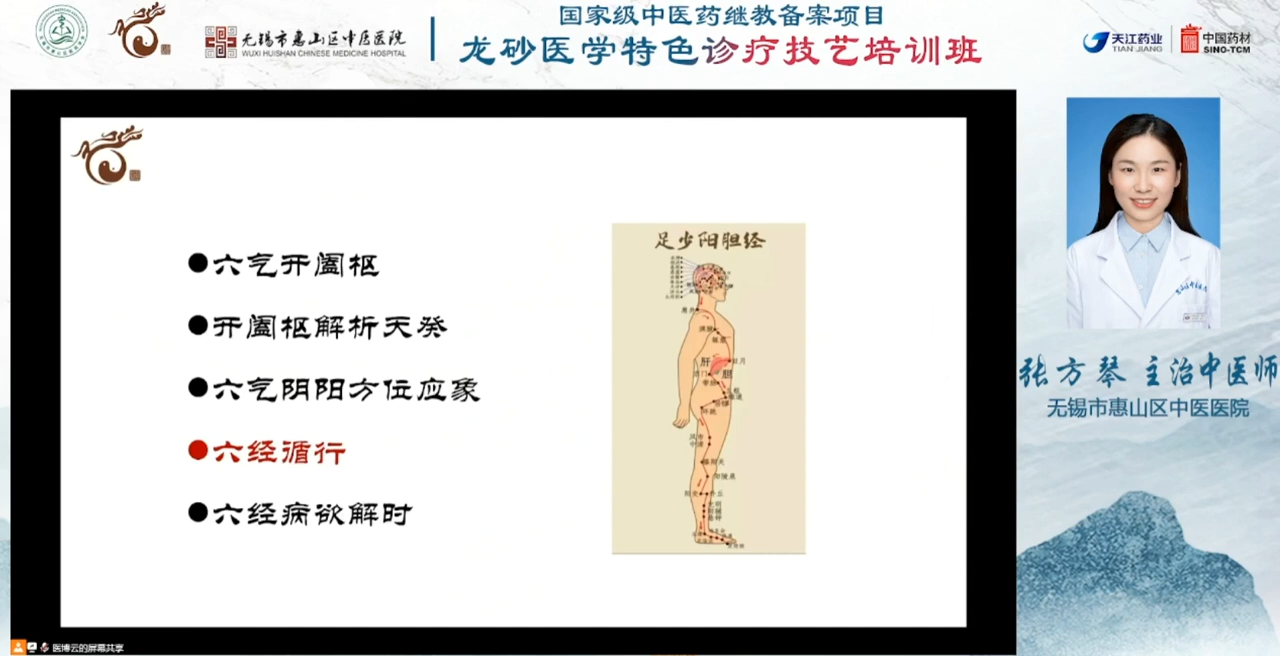 国家级中医药继教备案项目
龙砂医学特色诊疗技艺培训班
无锡市惠山区中医医院
WUXI HUISHAN CHINESE MEDICINE HOSPITAL
天江药业
TIAN JIANG
中国药材
SINO-TCM
●六气开阖枢
●开阖枢解析天癸
●六气阴阳方位应象
●六经循行
●六经病欲解时
足少阳胆经
肝
胆
日月
环跳
张方琴 主治中医师
无锡市惠山区中医医院
医博云的屏幕共享